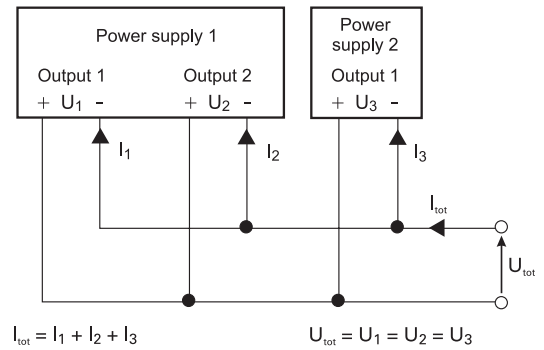 Power supply 1
Power
supply 2
Output 1 Output 2 Output 1
+ U1 − + U2 − + U3 −
I1 I2 I3
Itot
Utot
Itot = I1 + I2 + I3 Utot = U1 = U2 = U3